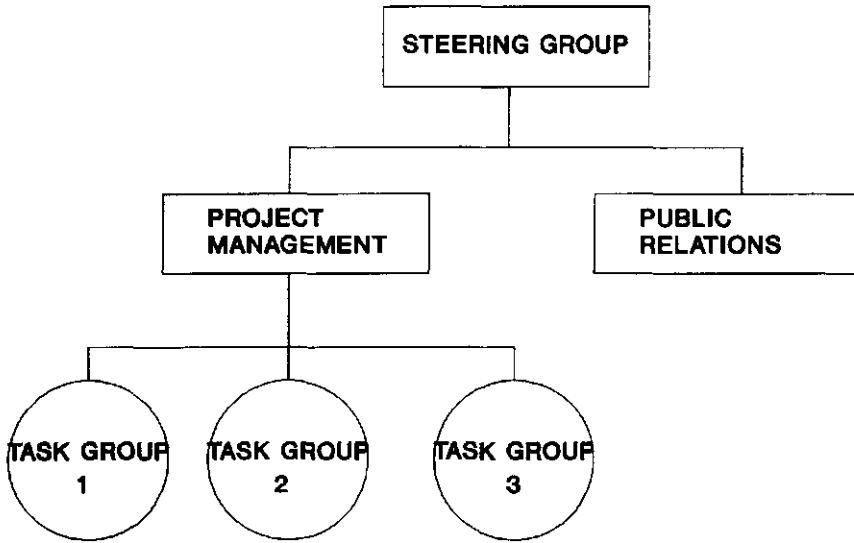 STEERING GROUP
PROJECT
MANAGEMENT
PUBLIC
RELATIONS
TASK GROUP
1
TASK GROUP
2
TASK GROUP
3